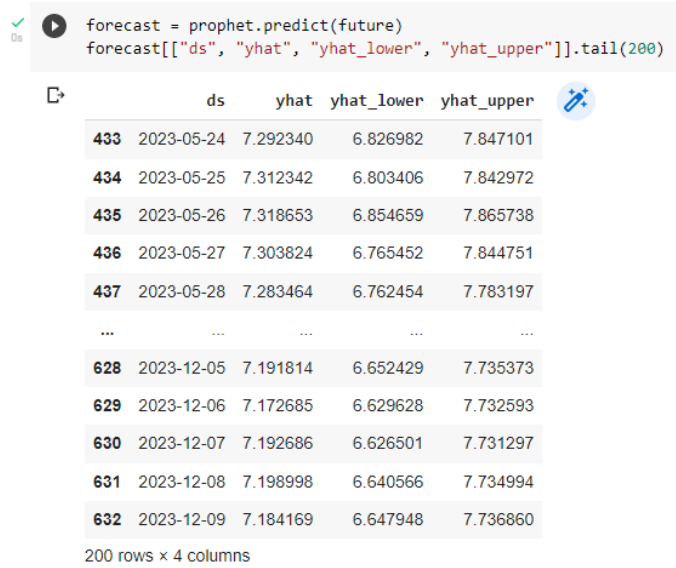 0s
forecast = prophet.predict(future)
forecast[["ds", "yhat", "yhat_lower", "yhat_upper"]].tail(200)
ds yhat yhat_lower yhat_upper
433 2023-05-24 7.292340 6.826982 7.847101
434 2023-05-25 7.312342 6.803406 7.842972
435 2023-05-26 7.318653 6.854659 7.865738
436 2023-05-27 7.303824 6.765452 7.844751
437 2023-05-28 7.283464 6.762454 7.783197
... ... ... ... ...
628 2023-12-05 7.191814 6.652429 7.735373
629 2023-12-06 7.172685 6.629628 7.732593
630 2023-12-07 7.192686 6.626501 7.731297
631 2023-12-08 7.198998 6.640566 7.734994
632 2023-12-09 7.184169 6.647948 7.736860
200 rows × 4 columns